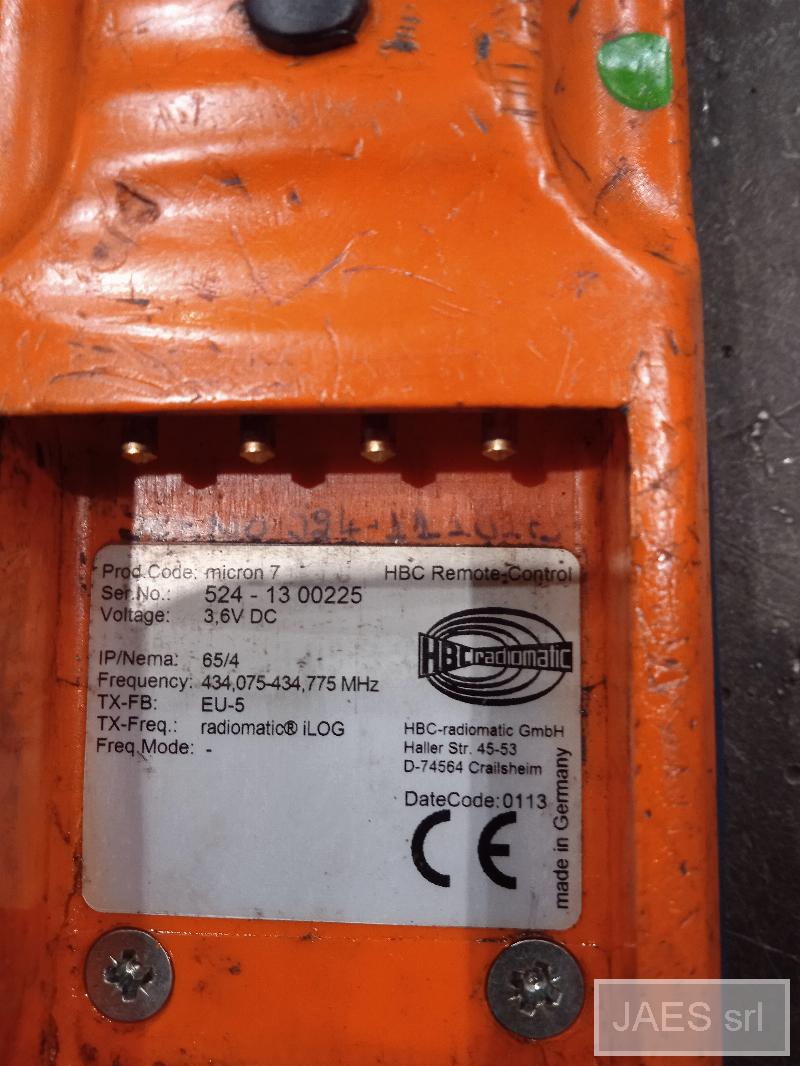 Prod.Code: micron 7
HBC Remote-Control
Ser.No.: 524 - 13 00225
Voltage: 3,6V DC
IP/Nema: 65/4
Frequency: 434,075-434,775 MHz
TX-FB: EU-5
TX-Freq.: radiomatic® iLOG
Freq.Mode: -
HBC radiomatic
HBC-radiomatic GmbH
Haller Str. 45-53
D-74564 Crailsheim
DateCode:0113
CE
made in Germany
JAES srl